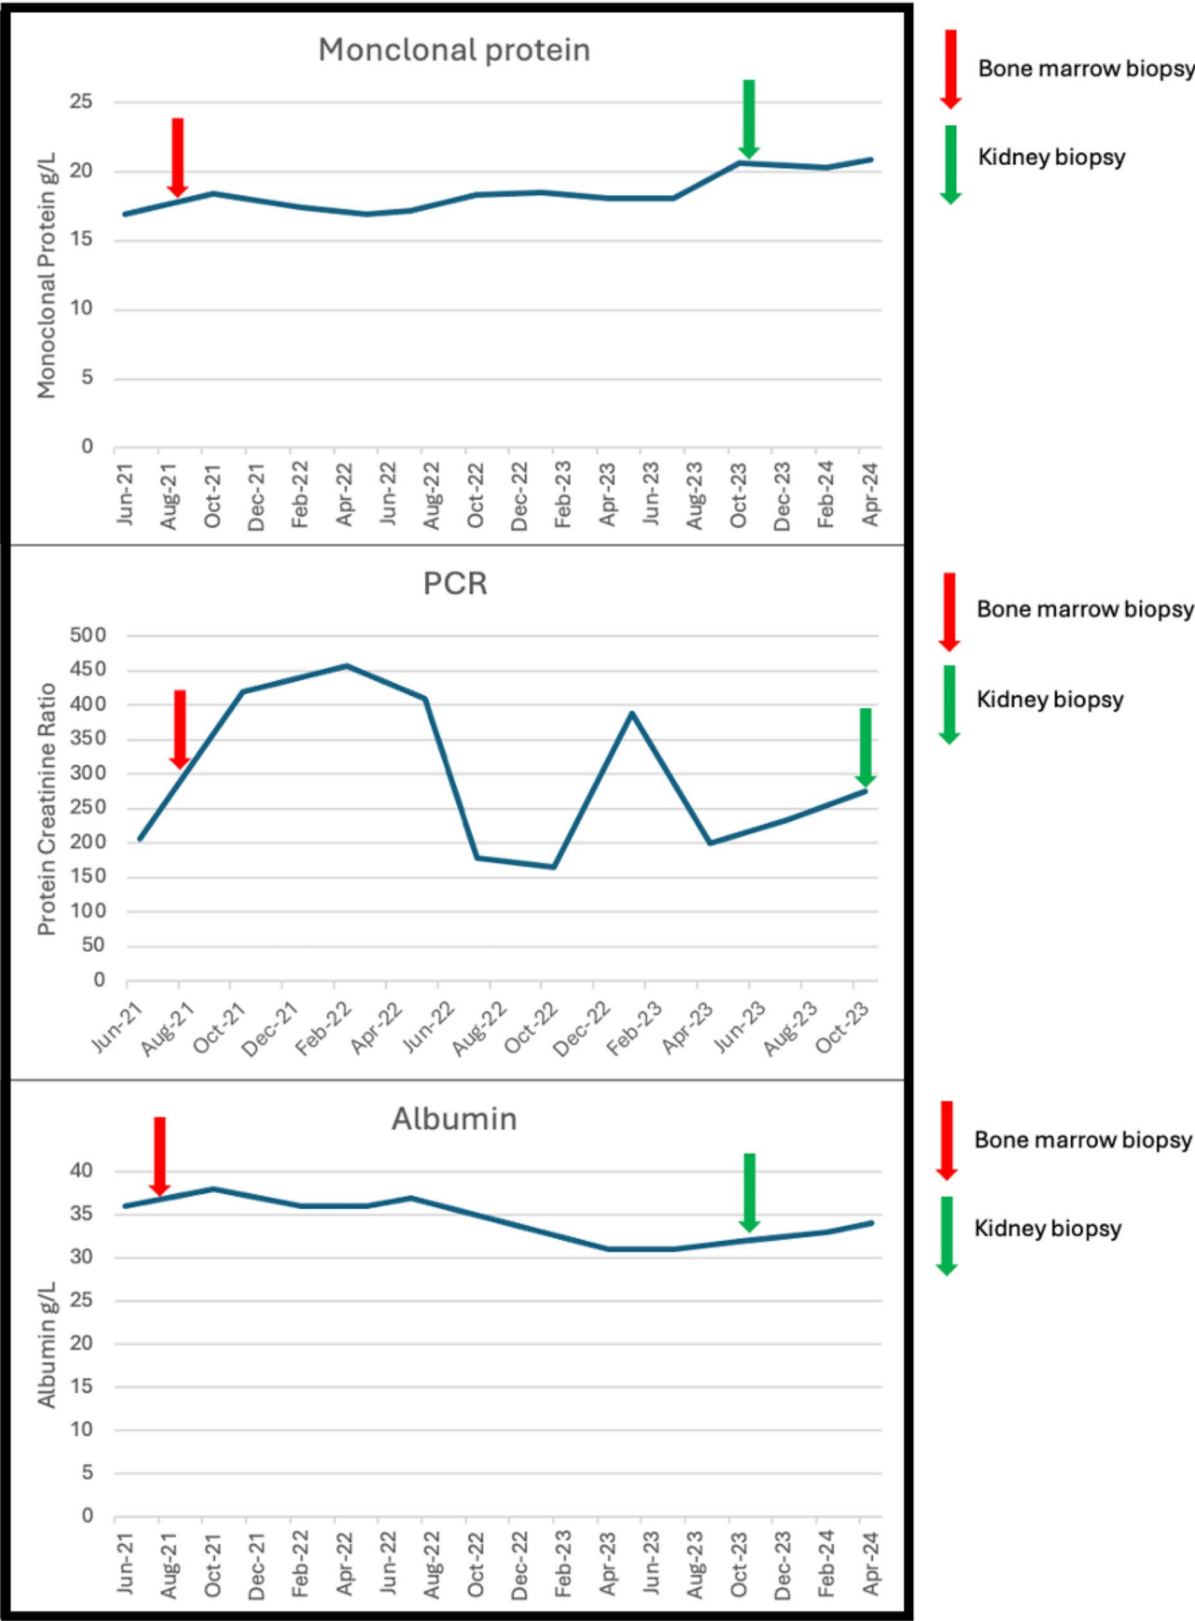 Monclonal protein
Bone marrow biopsy
Kidney biopsy
Monoclonal Protein g/L
25
20
15
10
5
0
Jun-21
Aug-21
Oct-21
Dec-21
Feb-22
Apr-22
Jun-22
Aug-22
Oct-22
Dec-22
Feb-23
Apr-23
Jun-23
Aug-23
Oct-23
Dec-23
Feb-24
Apr-24
PCR
Bone marrow biopsy
Kidney biopsy
Protein Creatinine Ratio
500
450
400
350
300
250
200
150
100
50
0
Jun-21
Aug-21
Oct-21
Dec-21
Feb-22
Apr-22
Jun-22
Aug-22
Oct-22
Dec-22
Feb-23
Apr-23
Jun-23
Aug-23
Oct-23
Albumin
Bone marrow biopsy
Kidney biopsy
Albumin g/L
40
35
30
25
20
15
10
5
0
Jun-21
Aug-21
Oct-21
Dec-21
Feb-22
Apr-22
Jun-22
Aug-22
Oct-22
Dec-22
Feb-23
Apr-23
Jun-23
Aug-23
Oct-23
Dec-23
Feb-24
Apr-24